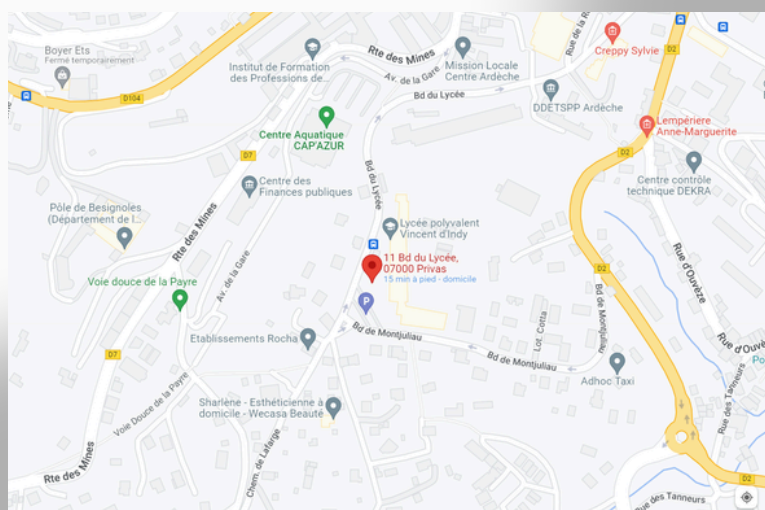 Boyer Ets
Fermé temporairement
D104
Institut de Formation
des Professions de...
Rte des Mines
Av. de la Gare
Mission Locale
Centre Ardèche
Bd du Lycée
Creppy Sylvie
D2
DDETSPP Ardèche
Lempériere
Anne-Marguerite
D2
Centre contrôle
technique DEKRA
Centre Aquatique
CAP'AZUR
D7
Centre des
Finances publiques
Bd du Lycée
Pôle de Besignoles
(Département de l...
Rte des Mines
Av. de la Gare
Lycée polyvalent
Vincent d'Indy
11 Bd du Lycée,
07000 Privas
15 min à pied - domicile
P
Voie douce de la Payre
Rue d'Ouvèze
D2
Bd de Montjuliau
Lot. Cotta
Etablissements Rocha
Bd de Montjuliau
Bd de Montjuliau
Rue d'Ouvè
D7
Adhoc Taxi
Rue des Tanneurs
Voie Douce de la Payre
Sharlène - Esthéticienne à
domicile - Wecasa Beauté
Chem. de Lafarge
Rte des Mines
D2
Rue des Tanneurs